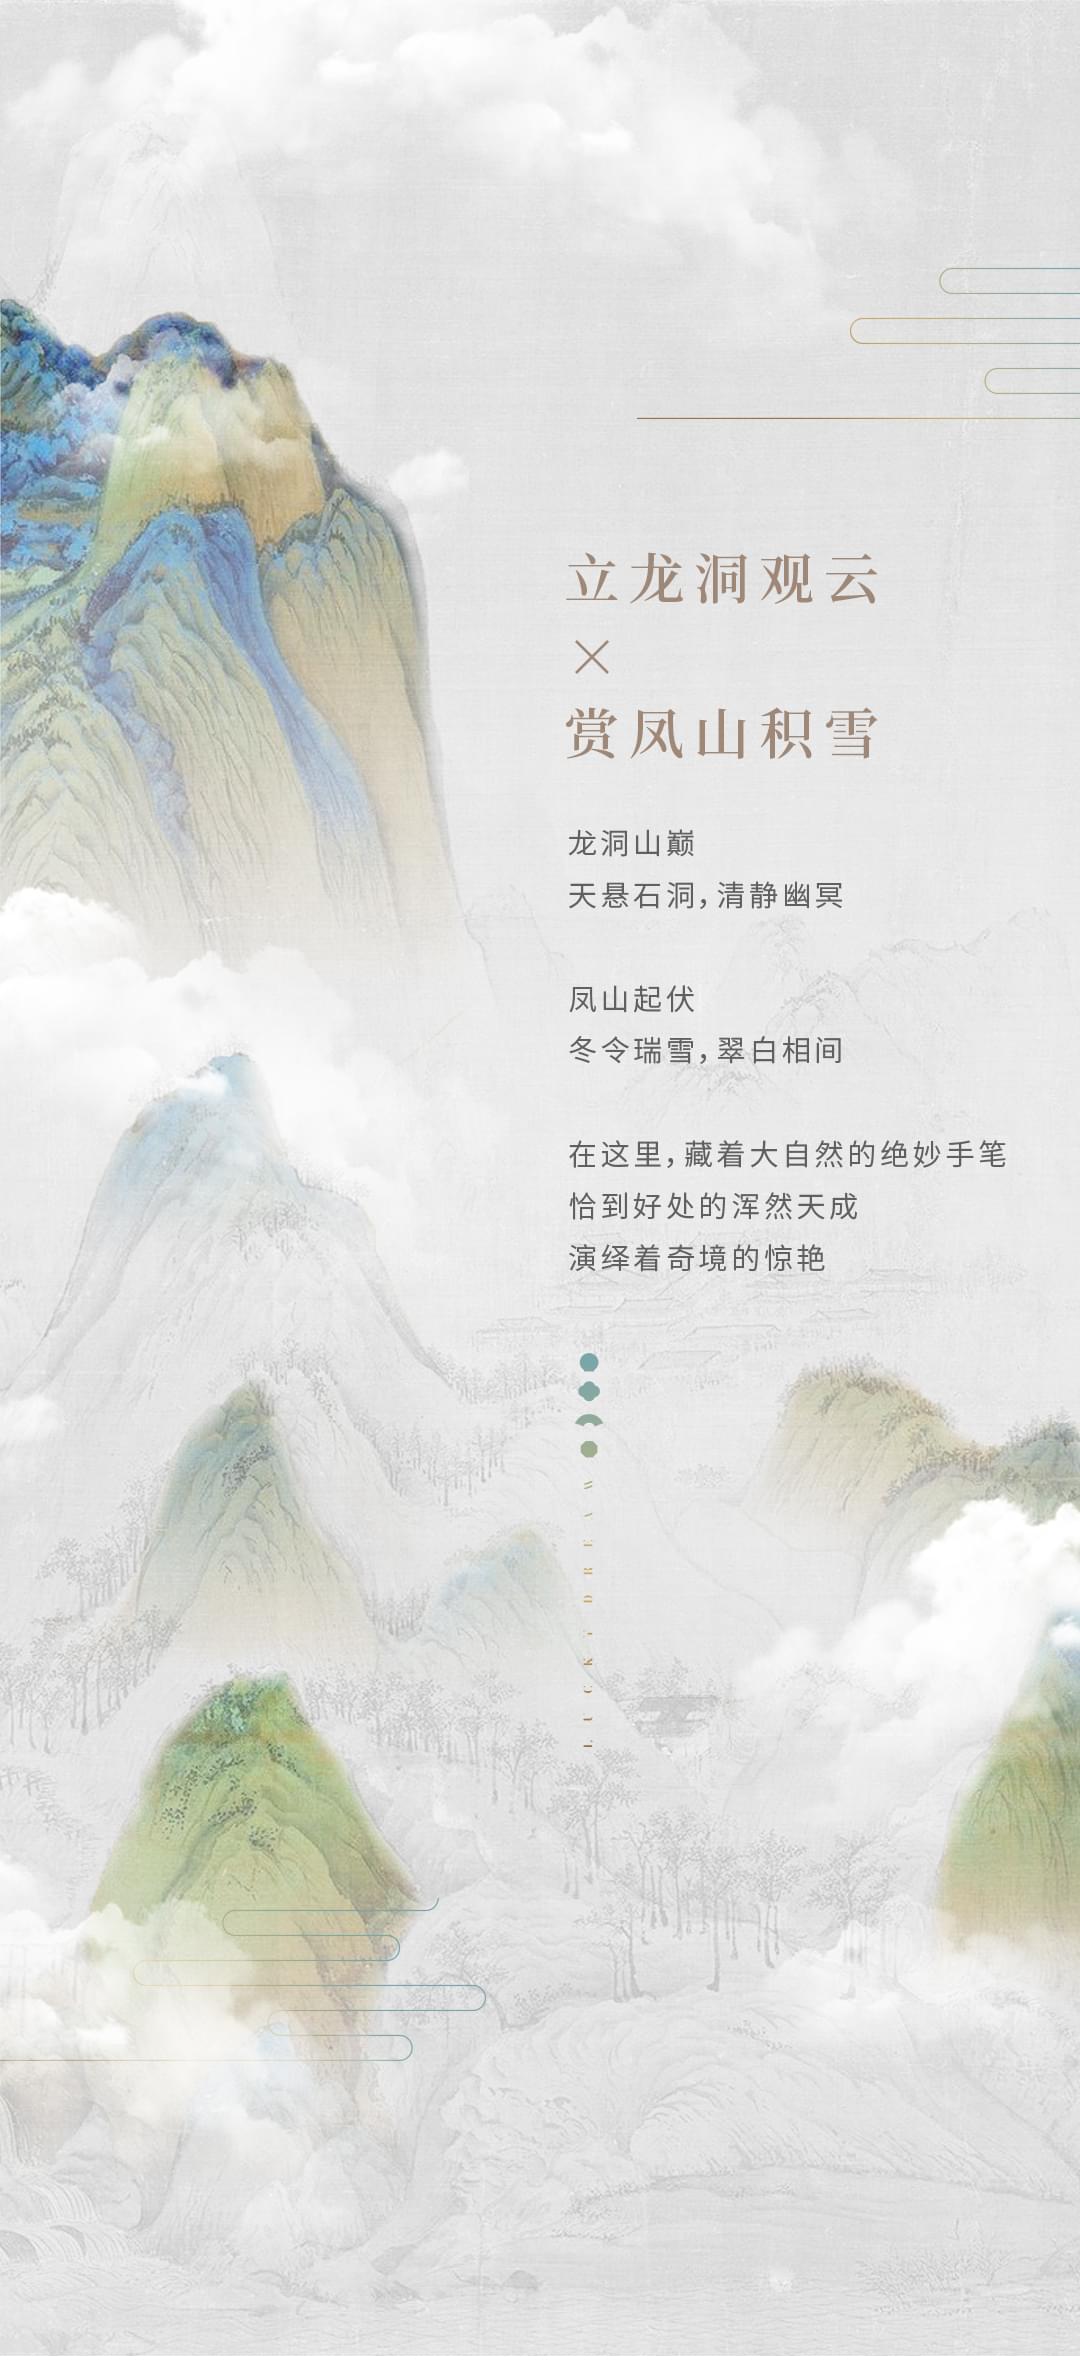 立龙洞观云
×
赏凤山积雪
龙洞山巅
天悬石洞，清静幽冥
凤山起伏
冬令瑞雪，翠白相间
在这里，藏着大自然的绝妙手笔
恰到好处的浑然天成
演绎着奇境的惊艳